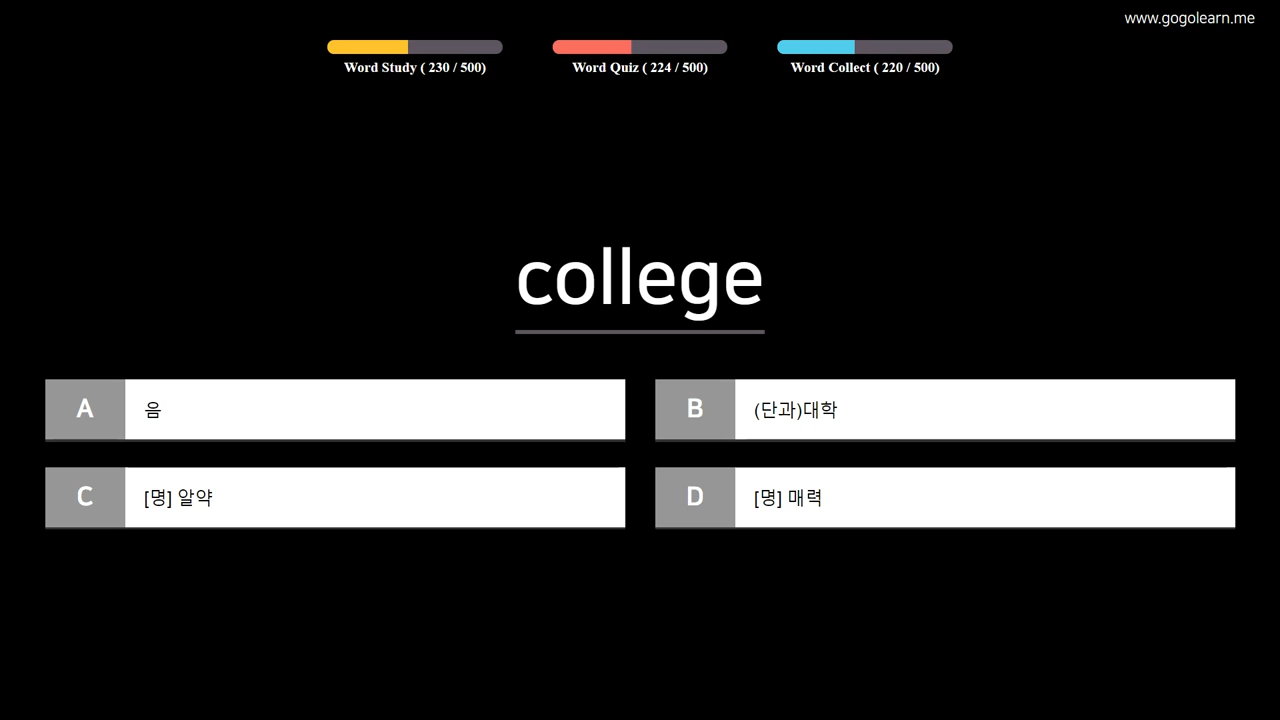 www.gogolearn.me
Word Study ( 230 / 500)
Word Quiz ( 224 / 500)
Word Collect ( 220 / 500)
college
A 음
B (단과)대학
C [명] 알약
D [명] 매력